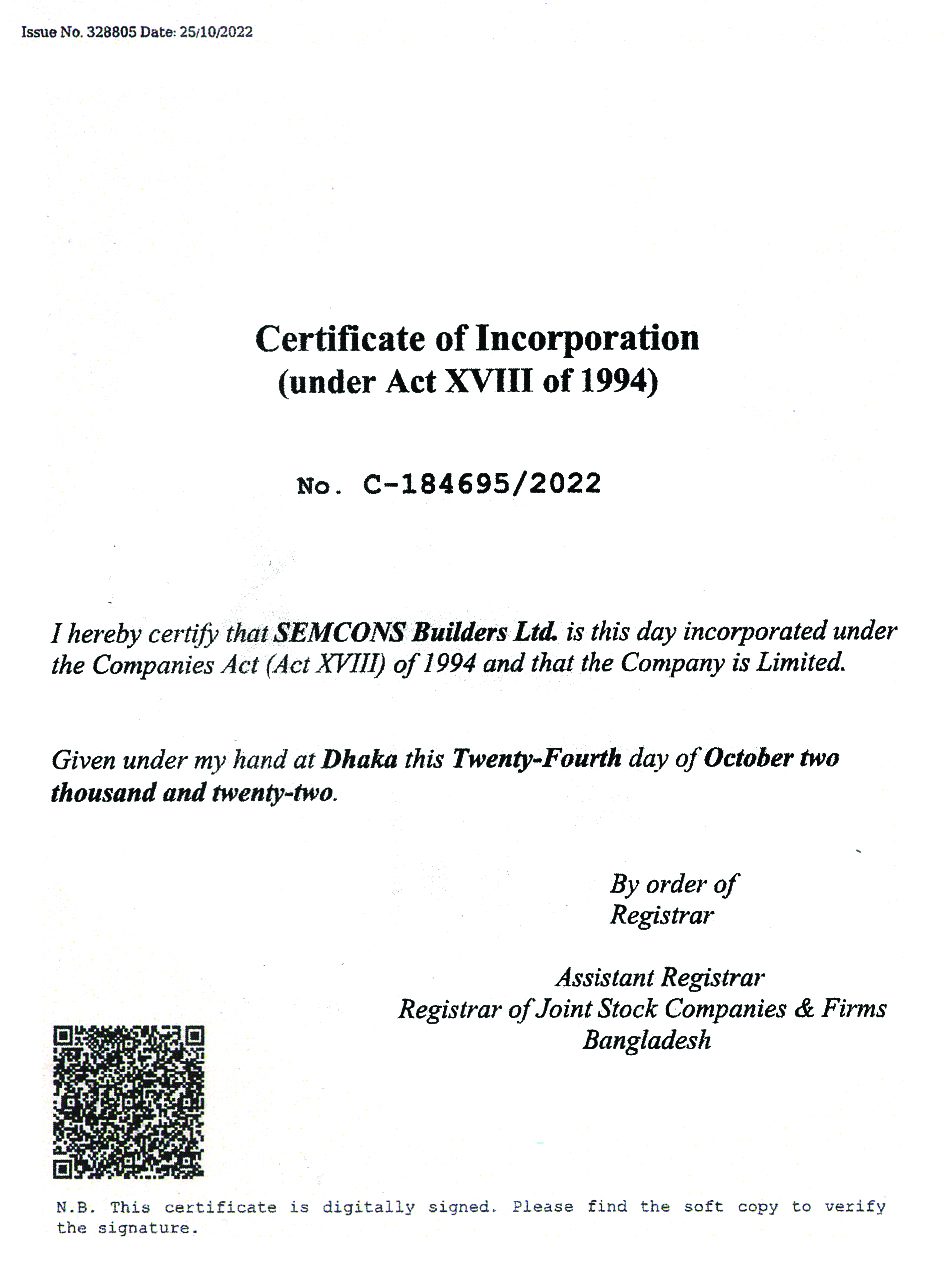 Issue No. 328805 Date: 25/10/2022
Certificate of Incorporation
(under Act XVIII of 1994)
No. C-184695/2022
I hereby certify that SEMCONS Builders Ltd. is this day incorporated under
the Companies Act (Act XVIII) of 1994 and that the Company is Limited.
Given under my hand at Dhaka this Twenty-Fourth day of October two
thousand and twenty-two.
By order of
Registrar
Assistant Registrar
Registrar of Joint Stock Companies & Firms
Bangladesh
N.B. This certificate is digitally signed. Please find the soft copy to verify
the signature.